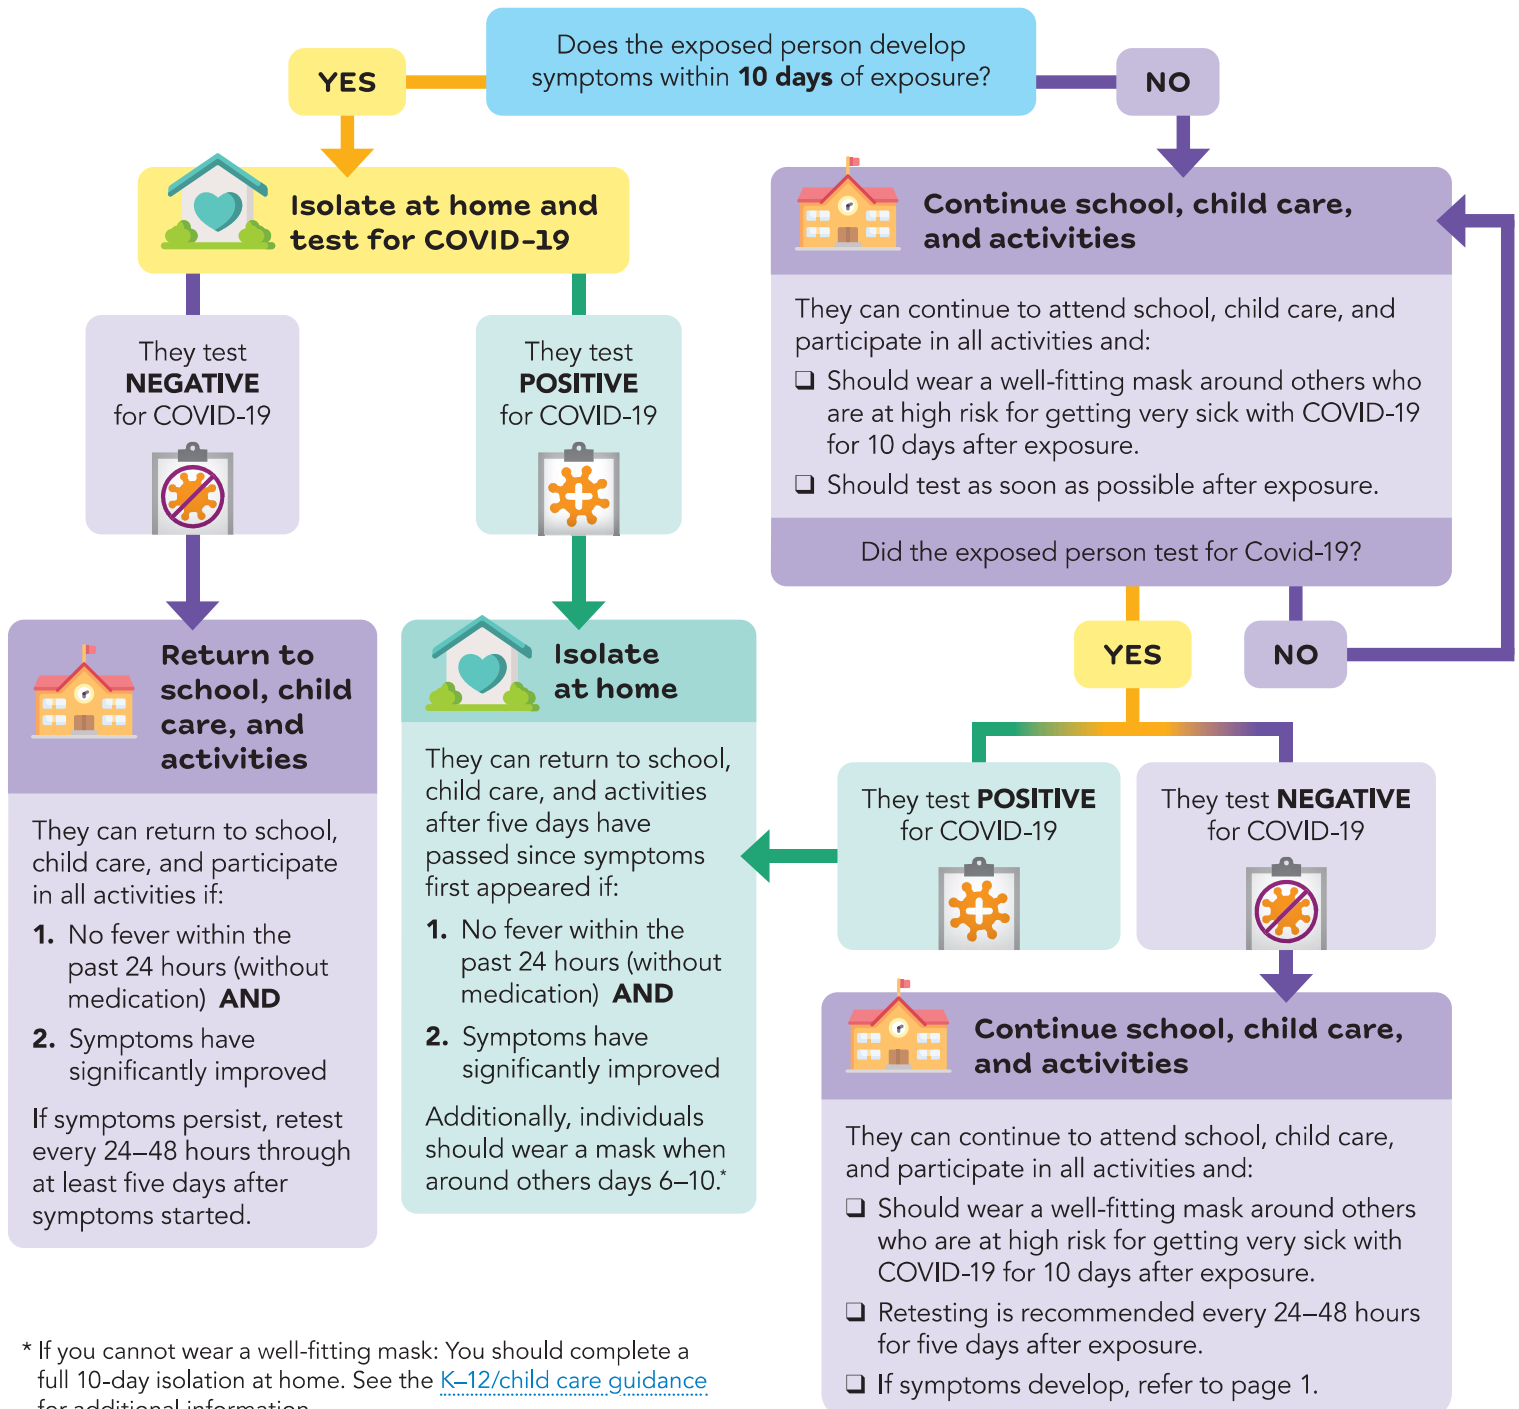 Does the exposed person develop
symptoms within 10 days of exposure?
YES
NO
Isolate at home and
test for COVID-19
They test
NEGATIVE
for COVID-19
They test
POSITIVE
for COVID-19
Return to
school, child
care, and
activities
They can return to school,
child care, and participate
in all activities if:
1. No fever within the
past 24 hours (without
medication) AND
2. Symptoms have
significantly improved
If symptoms persist, retest
every 24–48 hours through
at least five days after
symptoms started.
Isolate
at home
They can return to school,
child care, and activities
after five days have
passed since symptoms
first appeared if:
1. No fever within the
past 24 hours (without
medication) AND
2. Symptoms have
significantly improved
Additionally, individuals
should wear a mask when
around others days 6–10.*
Continue school, child care,
and activities
They can continue to attend school, child care, and
participate in all activities and:
❑ Should wear a well-fitting mask around others who
are at high risk for getting very sick with COVID-19
for 10 days after exposure.
❑ Should test as soon as possible after exposure.
Did the exposed person test for Covid-19?
YES
NO
They test POSITIVE
for COVID-19
They test NEGATIVE
for COVID-19
Continue school, child care,
and activities
They can continue to attend school, child care,
and participate in all activities and:
❑ Should wear a well-fitting mask around others
who are at high risk for getting very sick with
COVID-19 for 10 days after exposure.
❑ Retesting is recommended every 24–48 hours
for five days after exposure.
❑ If symptoms develop, refer to page 1.
* If you cannot wear a well-fitting mask: You should complete a
full 10-day isolation at home. See the K–12/child care guidance
for additional information